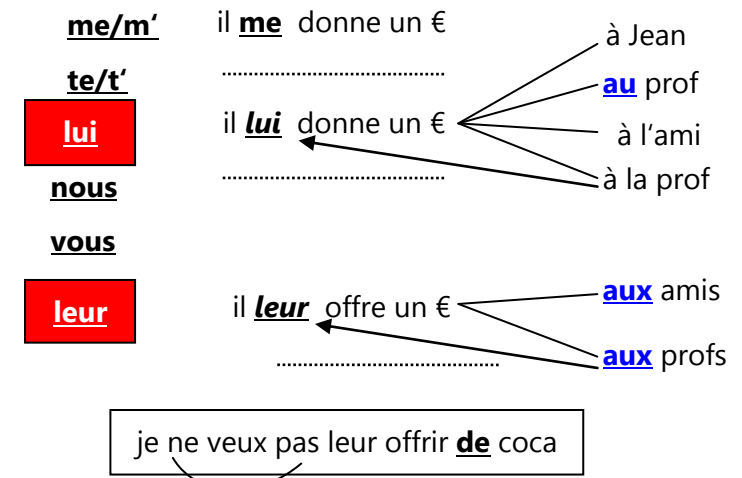 me/m‘ il me donne un €
à Jean
te/t‘ ............................................
au prof
lui il lui donne un €
à l‘ami
............................................
à la prof
nous
vous
leur il leur offre un €
aux amis
............................................
aux profs
je ne veux pas leur offrir de coca